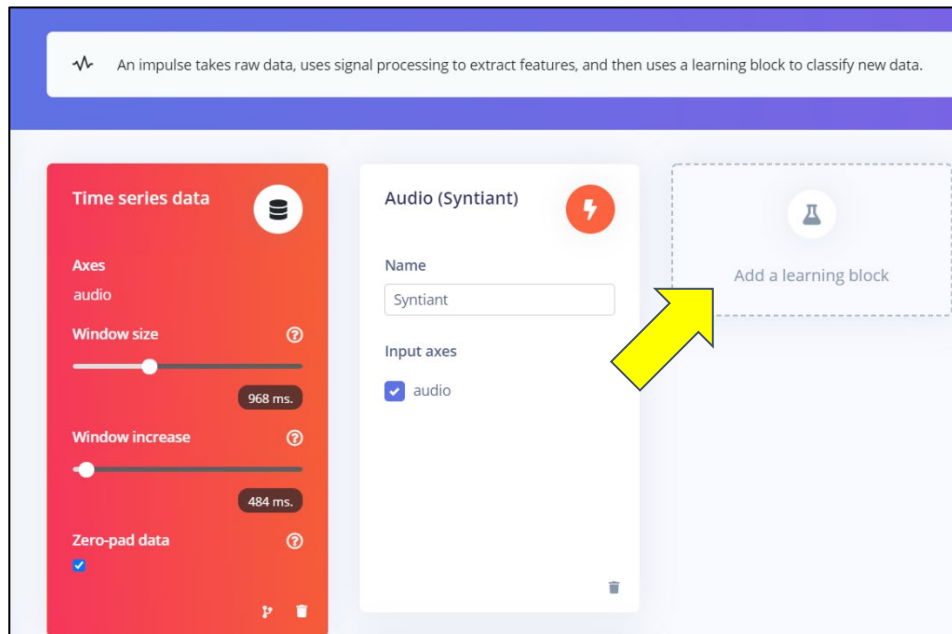 An impulse takes raw data, uses signal processing to extract features, and then uses a learning block to classify new data.
Time series data
Axes
audio
Window size
968 ms.
Window increase
484 ms.
Zero-pad data
Audio (Syntiant)
Name
Syntiant
Input axes
audio
Add a learning block